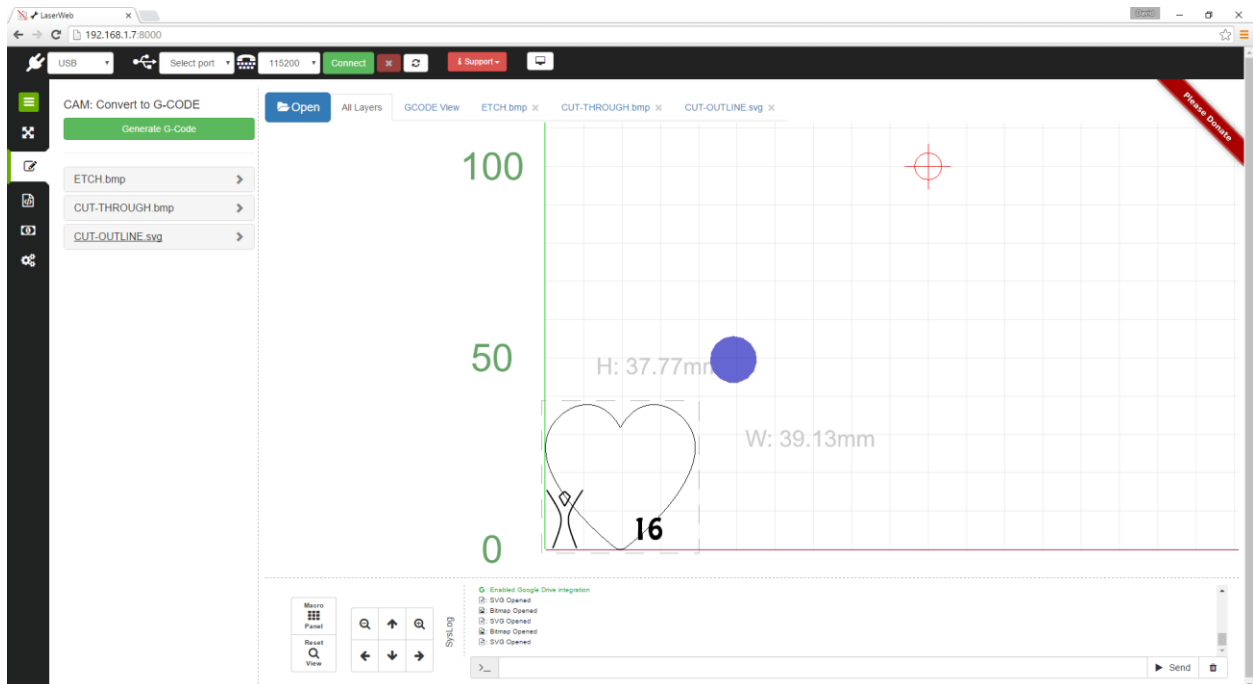 LaserWeb
David
192.168.1.7:8000
USB
Select port
115200
Connect
Support
CAM: Convert to G-CODE
Generate G-Code
ETCH.bmp
CUT-THROUGH.bmp
CUT-OUTLINE.svg
Open
All Layers
GCODE View
ETCH.bmp
CUT-THROUGH.bmp
CUT-OUTLINE.svg
Please Donate
100
50
0
H: 37.77mm
W: 39.13mm
16
Macro
Panel
Reset
View
SysLog
G: Enabled Google Drive integration
: SVG Opened
: Bitmap Opened
: SVG Opened
: Bitmap Opened
: SVG Opened
>_
Send